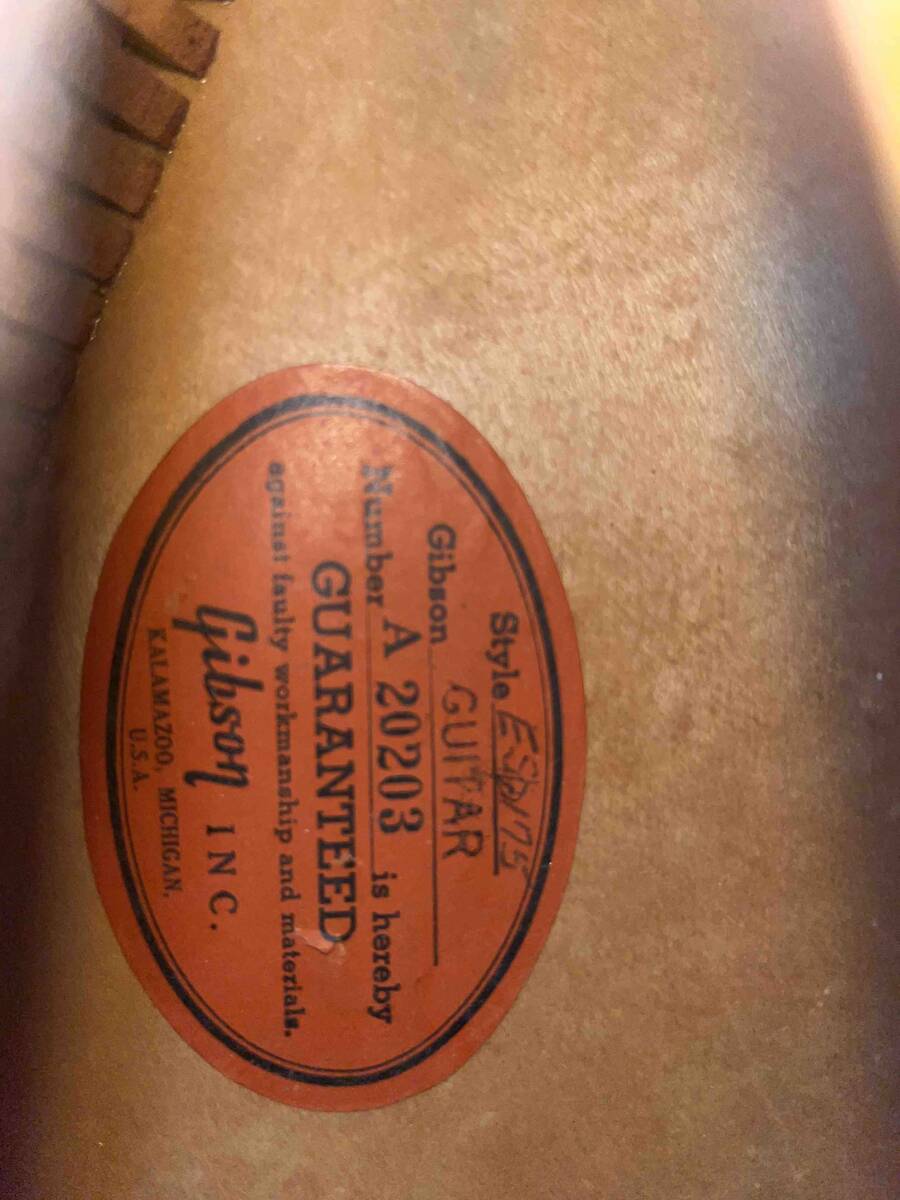 Style ES 175
Gibson GUITAR
Number A 20203 is hereby
GUARANTEED
against faulty workmanship and materials.
Gibson INC.
KALAMAZOO, MICHIGAN,
U.S.A.